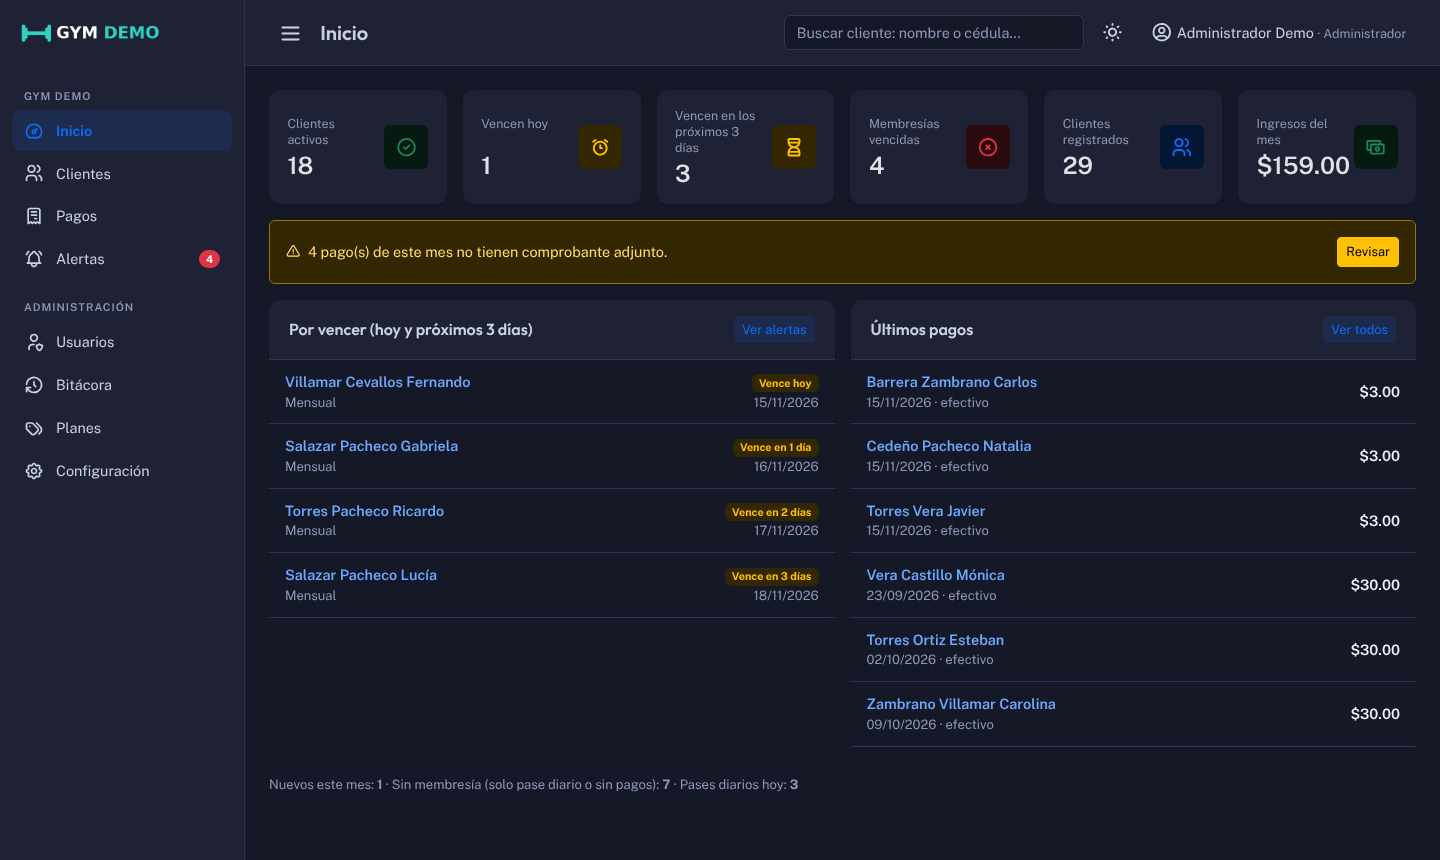 GYM DEMO
Inicio
Buscar cliente: nombre o cédula...
Administrador Demo · Administrador
GYM DEMO
Inicio
Clientes
Pagos
Alertas
4
ADMINISTRACIÓN
Usuarios
Bitácora
Planes
Configuración
Clientes
activos
18
Vencen hoy
1
Vencen en los
próximos 3
días
3
Membresías
vencidas
4
Clientes
registrados
29
Ingresos del
mes
$159.00
4 pago(s) de este mes no tienen comprobante adjunto.
Revisar
Por vencer (hoy y próximos 3 días)
Ver alertas
Villamar Cevallos Fernando
Vence hoy
Mensual
15/11/2026
Salazar Pacheco Gabriela
Vence en 1 día
Mensual
16/11/2026
Torres Pacheco Ricardo
Vence en 2 días
Mensual
17/11/2026
Salazar Pacheco Lucía
Vence en 3 días
Mensual
18/11/2026
Últimos pagos
Ver todos
Barrera Zambrano Carlos
15/11/2026 · efectivo
$3.00
Cedeño Pacheco Natalia
15/11/2026 · efectivo
$3.00
Torres Vera Javier
15/11/2026 · efectivo
$3.00
Vera Castillo Mónica
23/09/2026 · efectivo
$30.00
Torres Ortiz Esteban
02/10/2026 · efectivo
$30.00
Zambrano Villamar Carolina
09/10/2026 · efectivo
$30.00
Nuevos este mes: 1 · Sin membresía (solo pase diario o sin pagos): 7 · Pases diarios hoy: 3